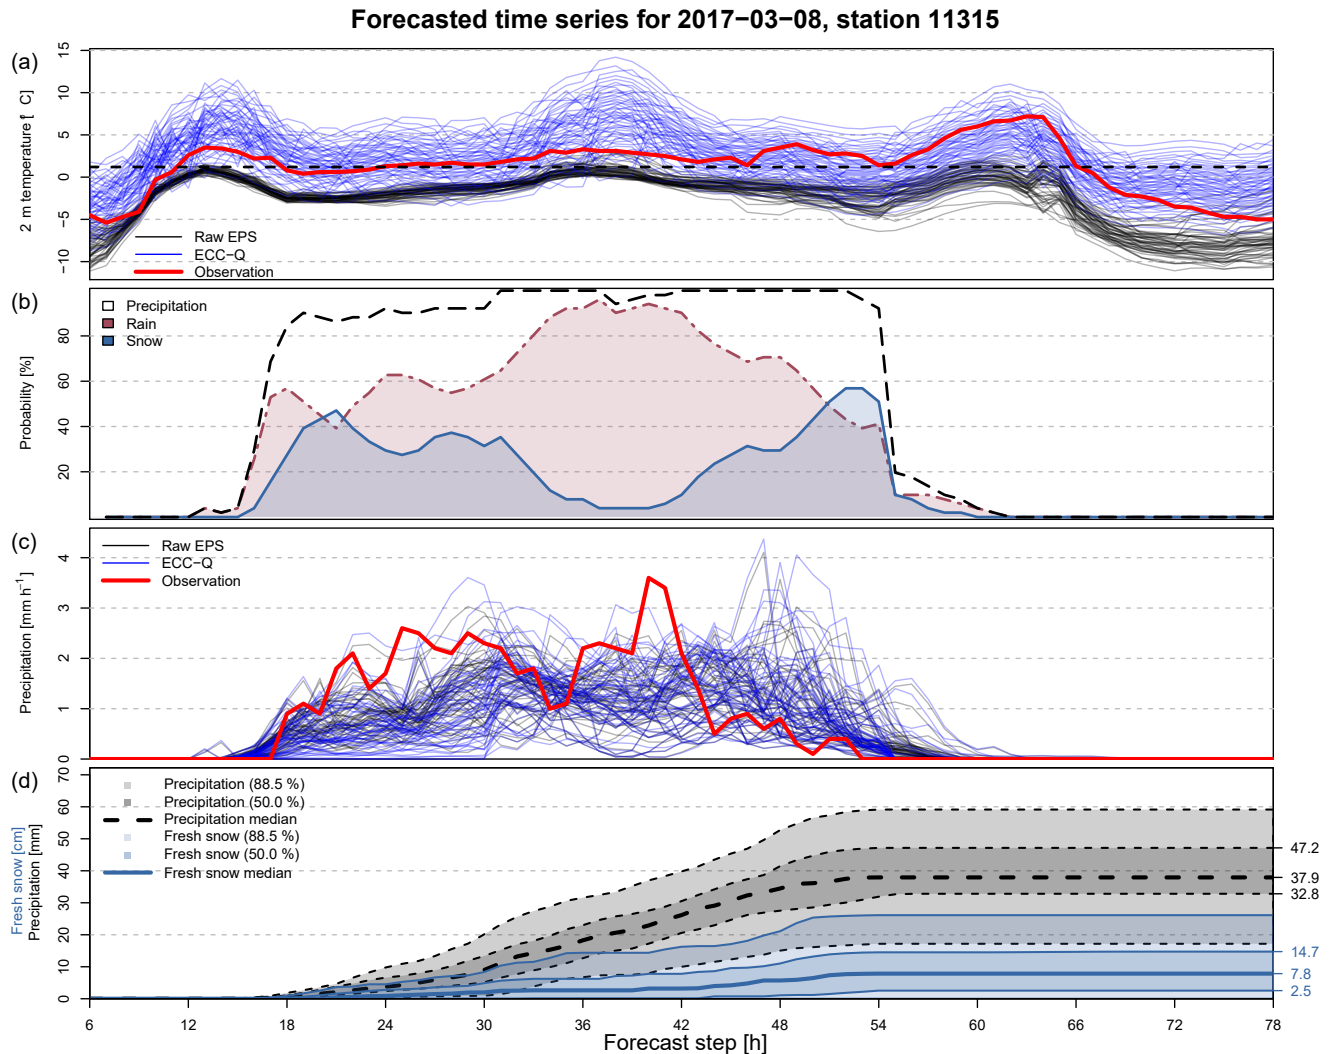 Forecasted time series for 2017−03−08, station 11315
(a)
2 m temperature [ C]
15
10
5
0
−5
−10
Raw EPS
ECC−Q
Observation
(b)
Probability [%]
80
60
40
20
Precipitation
Rain
Snow
(c)
Precipitation [mm h⁻¹]
4
3
2
1
0
Raw EPS
ECC−Q
Observation
(d)
Fresh snow [cm]
Precipitation [mm]
70
60
50
40
30
20
10
0
Precipitation (88.5 %)
Precipitation (50.0 %)
Precipitation median
Fresh snow (88.5 %)
Fresh snow (50.0 %)
Fresh snow median
47.2
37.9
32.8
14.7
7.8
2.5
6 12 18 24 30 36 42 48 54 60 66 72 78
Forecast step [h]